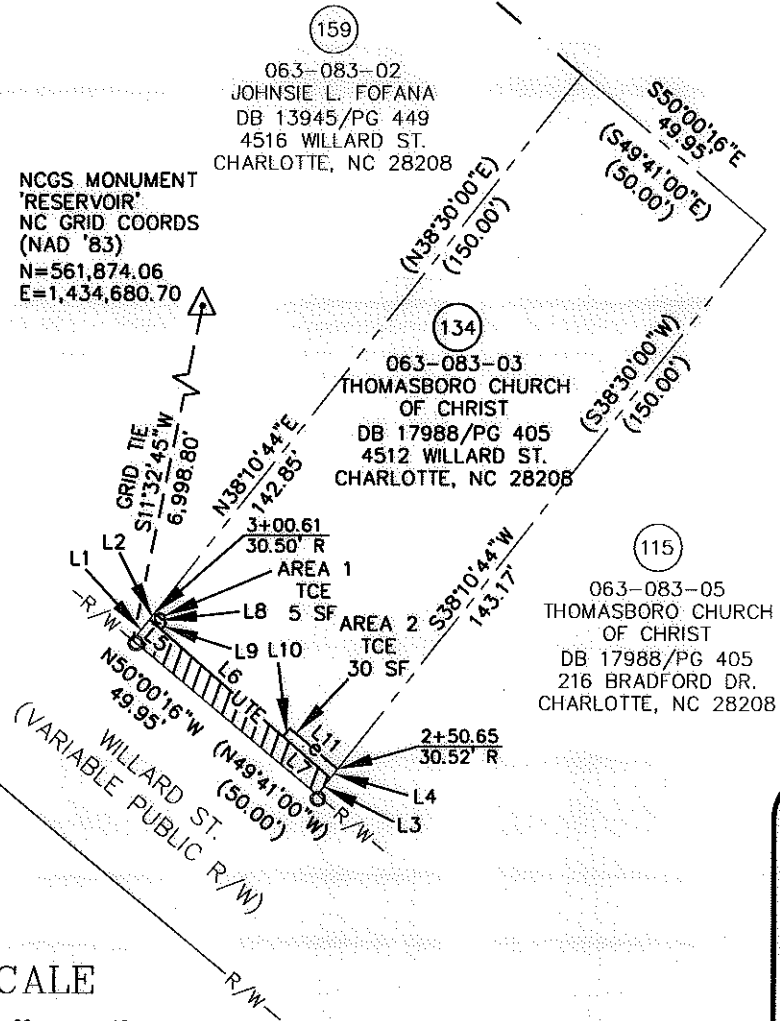 159
063-083-02
JOHNSIE L. FOFANA
DB 13945/PG 449
4516 WILLARD ST.
CHARLOTTE, NC 28208
S50°00'16"E
49.95'
(S49°41'00"E)
(50.00')
NCGS MONUMENT
'RESERVOIR'
NC GRID COORDS
(NAD '83)
N=561,874.06
E=1,434,680.70
(N38°30'00"E)
(150.00')
134
063-083-03
THOMASBORO CHURCH
OF CHRIST
DB 17988/PG 405
4512 WILLARD ST.
CHARLOTTE, NC 28208
(S38°30'00"W)
(150.00')
GRID TIE
S11°32'45"W
6,998.80'
N38°10'44"E
142.85'
S38°10'44"W
143.17'
115
063-083-05
THOMASBORO CHURCH
OF CHRIST
DB 17988/PG 405
216 BRADFORD DR.
CHARLOTTE, NC 28208
3+00.61
30.50' R
L1
L2
AREA 1
TCE
5 SF
L8
L9
L10
AREA 2
TCE
30 SF
-R/W-
L5
L6
UTE
L11
L7
2+50.65
30.52' R
L4
L3
N50°00'16"W
49.95'
(N49°41'00"W)
(50.00')
-R/W-
WILLARD ST.
(VARIABLE PUBLIC R/W)
R/W
CALE